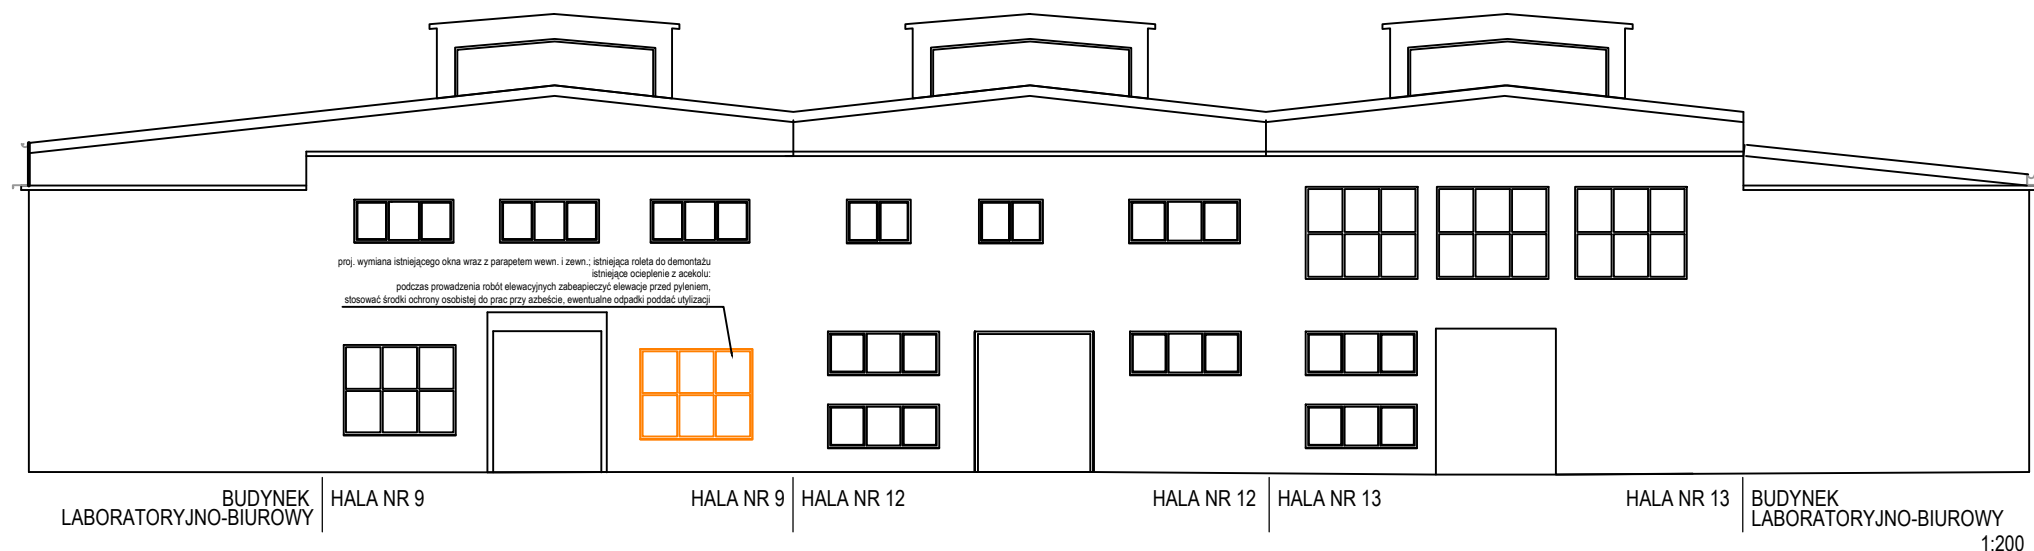 proj. wymiana istniejącego okna wraz z parapetem wewn. i zewn.; istniejąca roleta do demontażu
istniejące ocieplenie z acekolu:
podczas prowadzenia robót elewacyjnych zabeapieczyć elewacje przed pyleniem,
stosować środki ochrony osobistej do prac przy azbeście, ewentualne odpadki poddać utylizacji
BUDYNEK
LABORATORYJNO-BIUROWY
HALA NR 9
HALA NR 9
HALA NR 12
HALA NR 12
HALA NR 13
HALA NR 13
BUDYNEK
LABORATORYJNO-BIUROWY
1:200